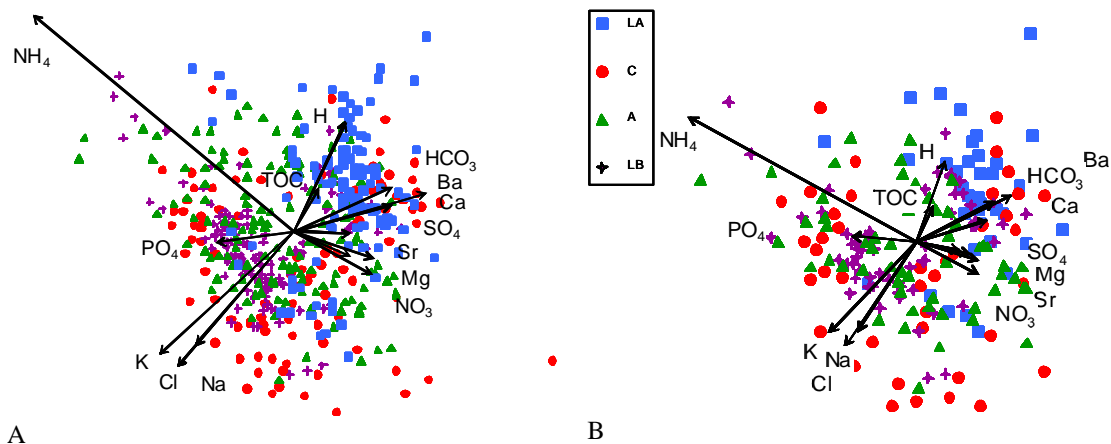 NH4
H
TOC
HCO3
Ba
Ca
SO4
Sr
Mg
NO3
PO4
K
Cl
Na
A
LA
C
A
LB
NH4
H
TOC
Ba
HCO3
Ca
SO4
Mg
Sr
NO3
PO4
K
Na
Cl
B